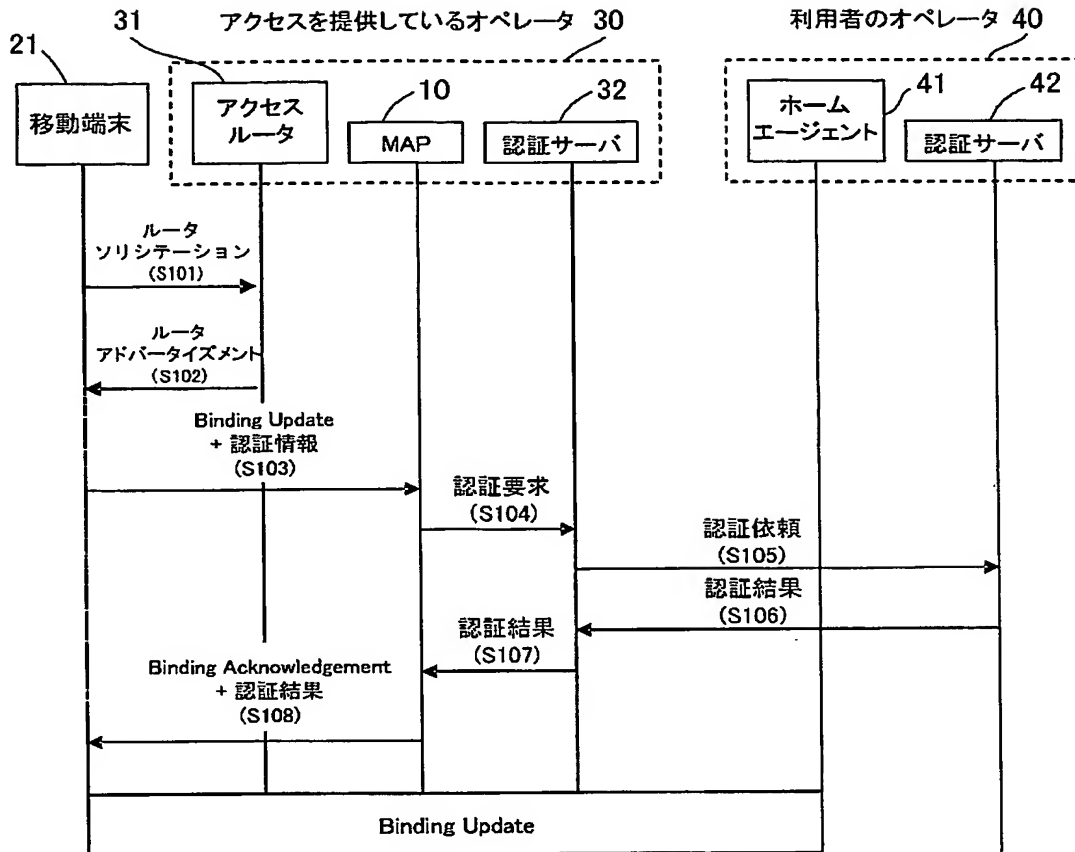 アクセスを提供しているオペレータ 30
利用者のオペレータ 40
21
31
10
32
41
42
移動端末
アクセス
ルータ
MAP
認証サーバ
ホーム
エージェント
認証サーバ
ルータ
ソリシテーション
(S101)
ルータ
アドバータイズメント
(S102)
Binding Update
+ 認証情報
(S103)
認証要求
(S104)
認証依頼
(S105)
認証結果
(S106)
認証結果
(S107)
Binding Acknowledgement
+ 認証結果
(S108)
Binding Update